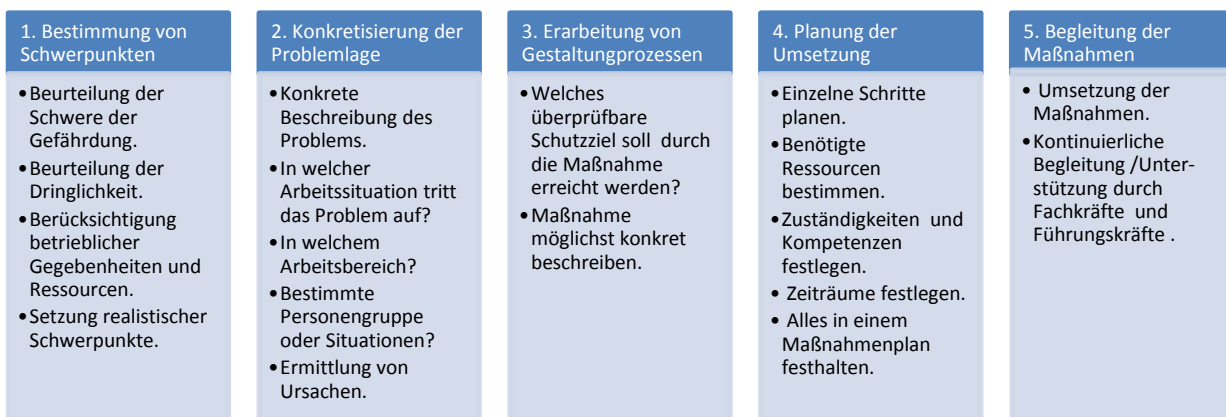 1. Bestimmung von
Schwerpunkten
•Beurteilung der
Schwere der
Gefährdung.
•Beurteilung der
Dringlichkeit.
•Berücksichtigung
betrieblicher
Gegebenheiten und
Ressourcen.
•Setzung realistischer
Schwerpunkte.
2. Konkretisierung der
Problemlage
•Konkrete
Beschreibung des
Problems.
•In welcher
Arbeitssituation tritt
das Problem auf?
•In welchem
Arbeitsbereich?
•Bestimmte
Personengruppe
oder Situationen?
•Ermittlung von
Ursachen.
3. Erarbeitung von
Gestaltungprozessen
•Welches
überprüfbare
Schutzziel soll durch
die Maßnahme
erreicht werden?
•Maßnahme
möglichst konkret
beschreiben.
4. Planung der
Umsetzung
•Einzelne Schritte
planen.
•Benötigte
Ressourcen
bestimmen.
•Zuständigkeiten und
Kompetenzen
festlegen.
• Zeiträume festlegen.
• Alles in einem
Maßnahmenplan
festhalten.
5. Begleitung der
Maßnahmen
• Umsetzung der
Maßnahmen.
•Kontinuierliche
Begleitung /Unter-
stützung durch
Fachkräfte und
Führungskräfte .